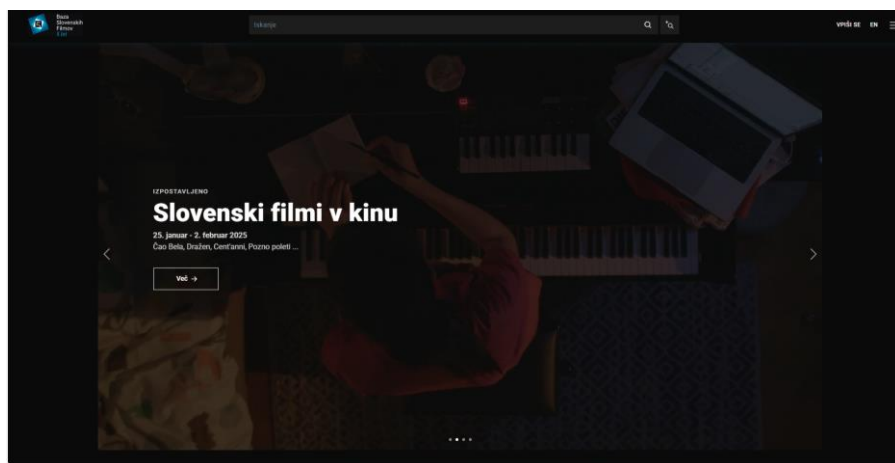 Baza
Slovenskih
Filmov
Iskanje
VPIŠI SE EN
IZPOSTAVLJENO
Slovenski filmi v kinu
25. januar - 2. februar 2025
Čao Bela, Dražen, Cent'anni, Pozno poleti ...
Več →